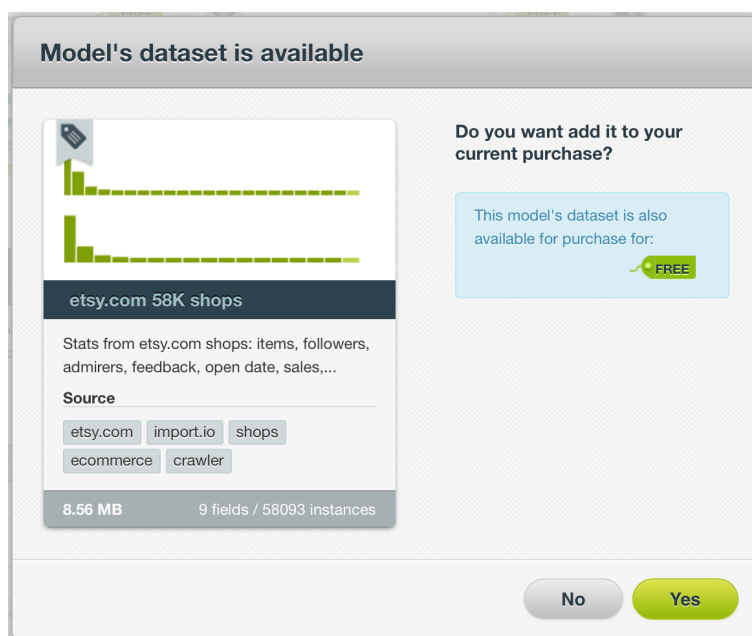 Model's dataset is available
Do you want add it to your
current purchase?
This model's dataset is also
available for purchase for:
FREE
etsy.com 58K shops
Stats from etsy.com shops: items, followers,
admirers, feedback, open date, sales,...
Source
etsy.com import.io shops
ecommerce crawler
8.56 MB 9 fields / 58093 instances
No Yes